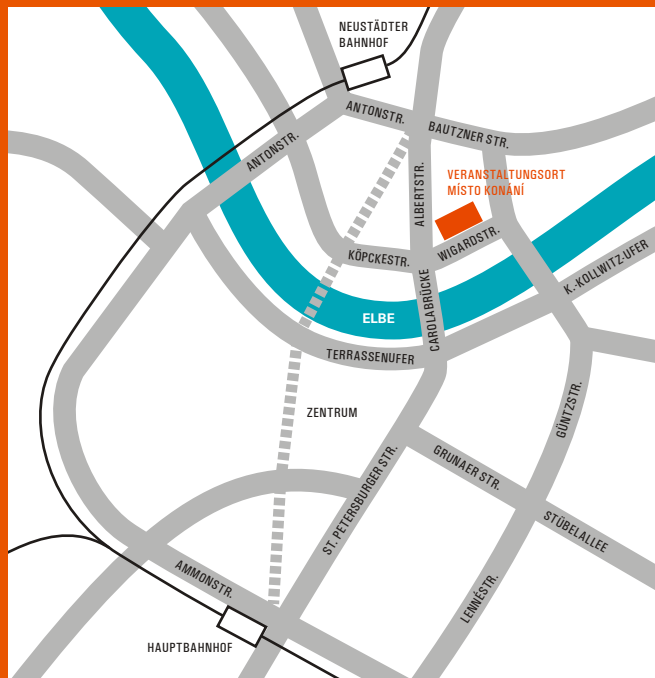 NEUSTÄDTER
BAHNHOF
ANTONSTR.
BAUTZNER STR.
ANTONSTR.
VERANSTALTUNGSORT
MÍSTO KONÁNÍ
ALBERTSTR.
WIGARDSTR.
KÖPCKESTR.
K.-KOLLWITZ-UFER
CAROLABRÜCKE
ELBE
TERRASSENUFER
ZENTRUM
GÜNTZSTR.
GRUNAER STR.
ST. PETERSBURGER STR.
STÜBELALLEE
AMMONSTR.
LENNÉSTR.
HAUPTBAHNHOF